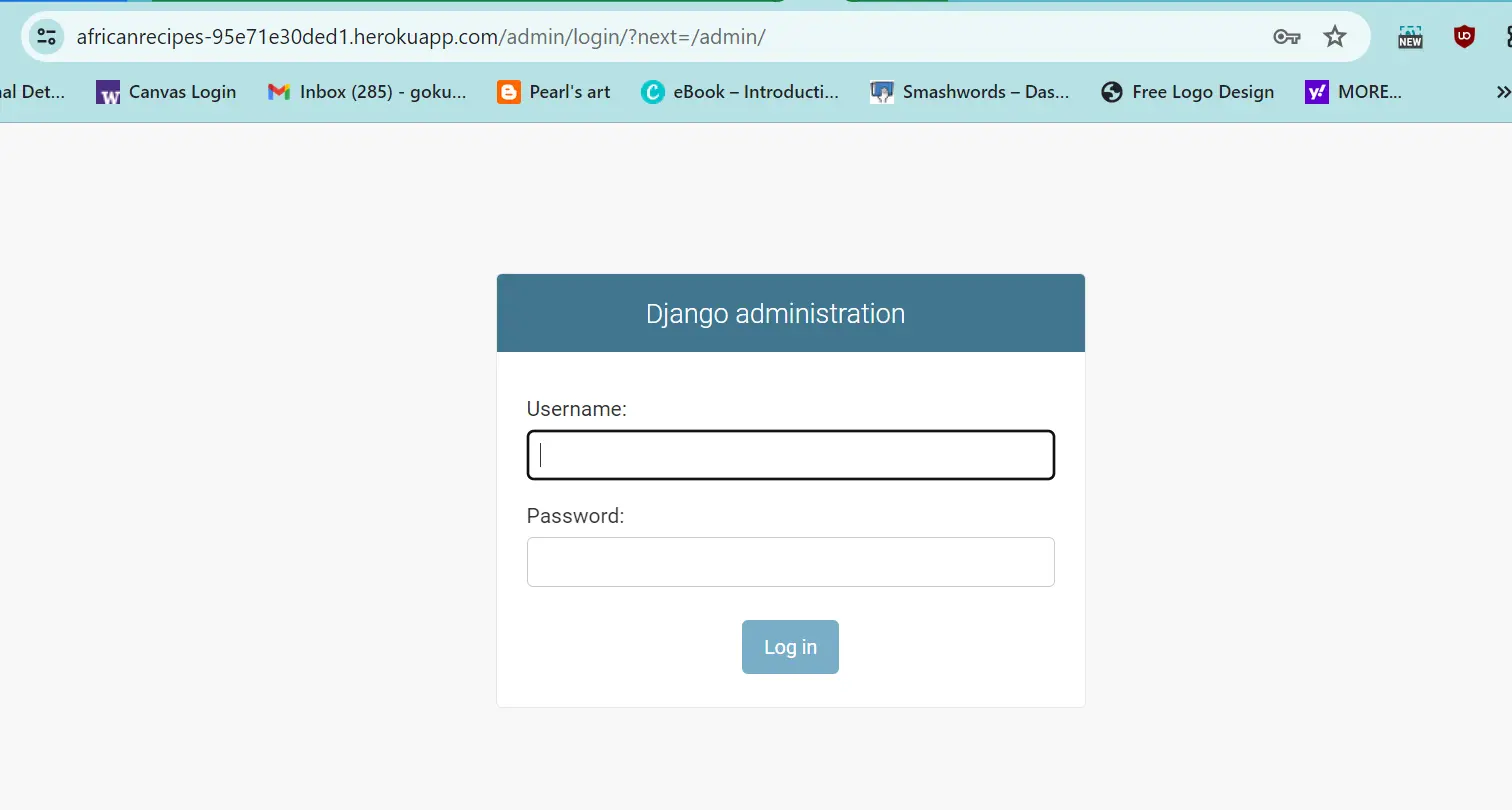 africanrecipes-95e71e30ded1.herokuapp.com/admin/login/?next=/admin/
NEW
al Det... Canvas Login Inbox (285) - goku... Pearl's art eBook – Introducti... Smashwords – Das... Free Logo Design MORE...
Django administration
Username:
Password:
Log in